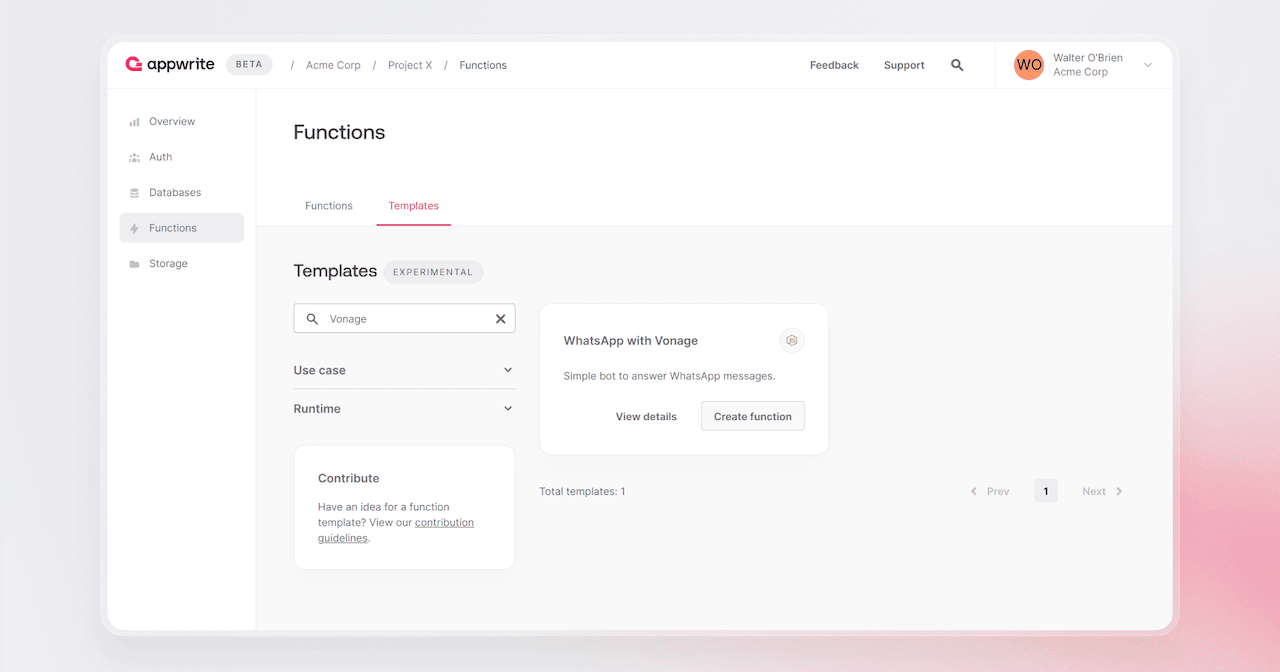 appwrite BETA / Acme Corp / Project X / Functions Feedback Support WO Walter O'Brien
Acme Corp
Overview
Auth
Databases
Functions
Storage
Functions
Functions Templates
Templates EXPERIMENTAL
Vonage
Use case
Runtime
Contribute
Have an idea for a function
template? View our contribution
guidelines.
WhatsApp with Vonage
Simple bot to answer WhatsApp messages.
View details Create function
Total templates: 1 Prev 1 Next